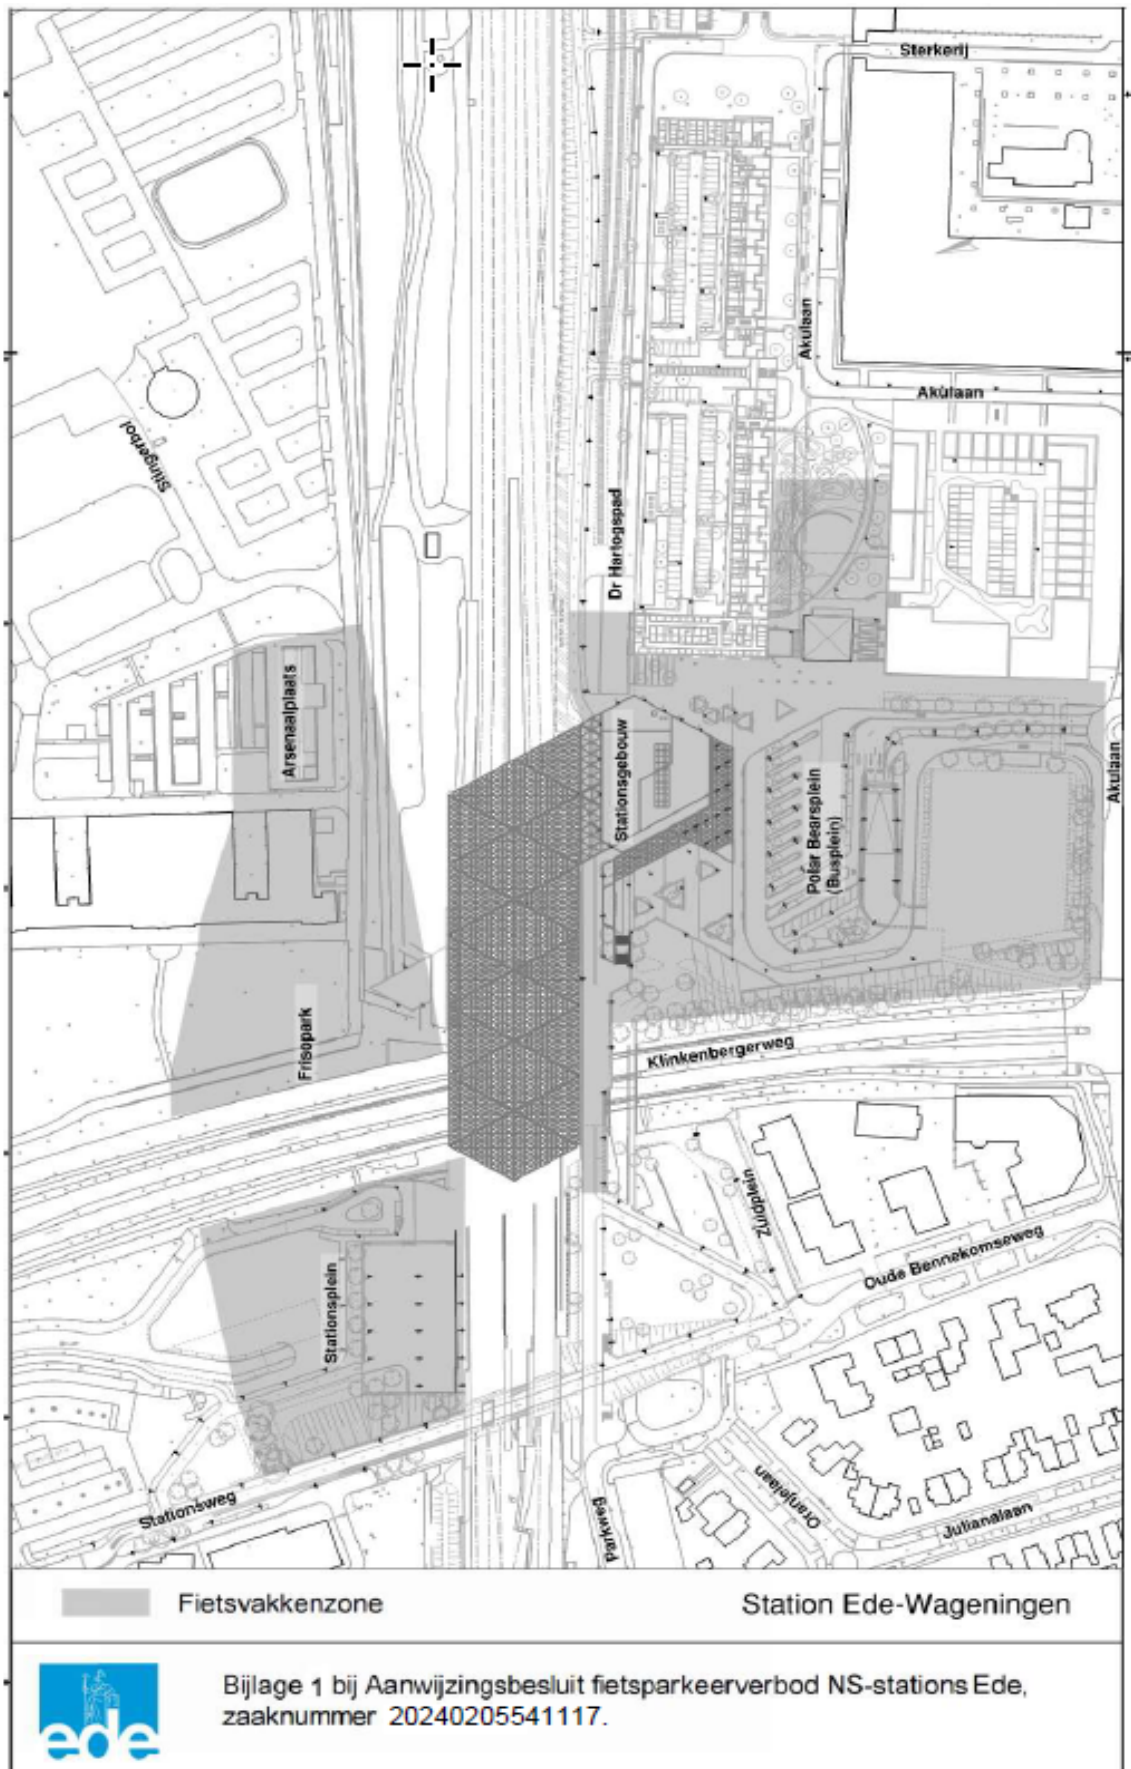 Sterkerij
Akulaan
Akulaan
Stingerbol
Dr Hartogspad
Arsenaalplaats
Stationsgebouw
Polar Bearsplein
(Busplein)
Akulaan
Frisopark
Klinkenbergerweg
Zuidplein
Oude Bennekomseweg
Stationsplein
Stationsweg
Parkweg
Oranjelaan
Julianalaan
Fietsvakkenzone
Station Ede-Wageningen
ede
Bijlage 1 bij Aanwijzingsbesluit fietsparkeerverbod NS-stations Ede,
zaaknummer 20240205541117.